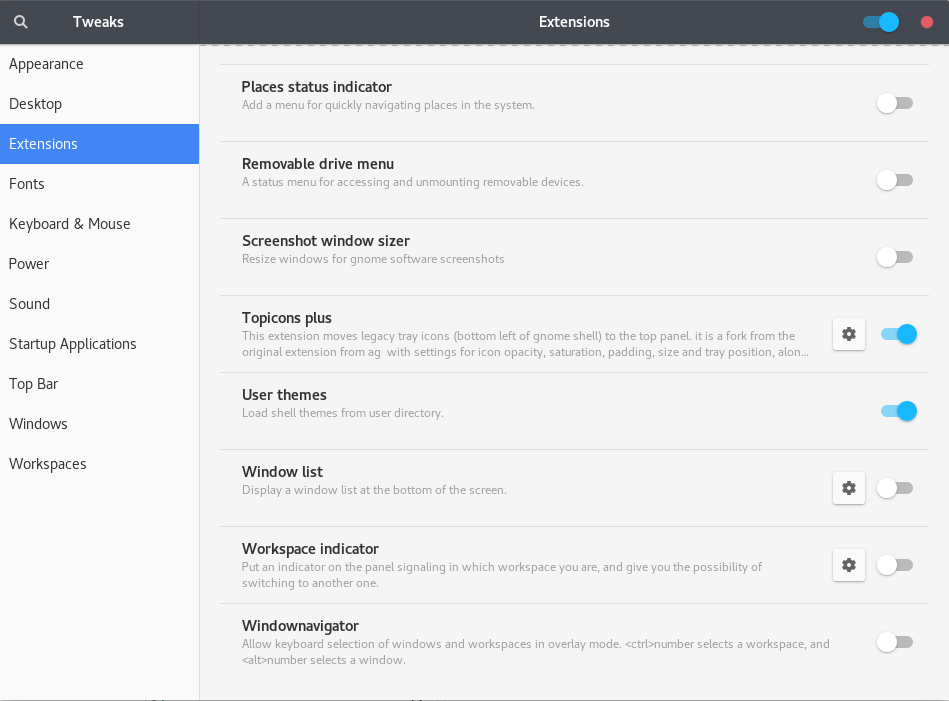 Tweaks
Extensions
Appearance
Desktop
Extensions
Fonts
Keyboard & Mouse
Power
Sound
Startup Applications
Top Bar
Windows
Workspaces
Places status indicator
Add a menu for quickly navigating places in the system.
Removable drive menu
A status menu for accessing and unmounting removable devices.
Screenshot window sizer
Resize windows for gnome software screenshots
Topicons plus
This extension moves legacy tray icons (bottom left of gnome shell) to the top panel. it is a fork from the
original extension from ag  with settings for icon opacity, saturation, padding, size and tray position, alon…
User themes
Load shell themes from user directory.
Window list
Display a window list at the bottom of the screen.
Workspace indicator
Put an indicator on the panel signaling in which workspace you are, and give you the possibility of
switching to another one.
Windownavigator
Allow keyboard selection of windows and workspaces in overlay mode. <ctrl>number selects a workspace, and
<alt>number selects a window.